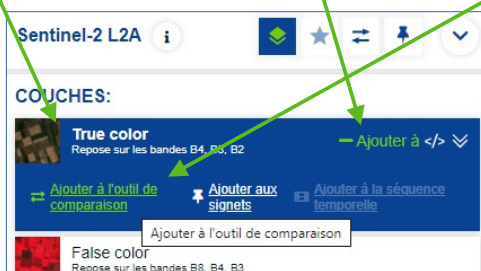 Sentinel-2 L2A i
COUCHES:
True color
Repose sur les bandes B4, B3, B2
Ajouter à </>
Ajouter à l'outil de
comparaison
Ajouter aux
signets
Ajouter à la séquence
temporelle
Ajouter à l'outil de comparaison
False color
Repose sur les bandes B8, B4, B3